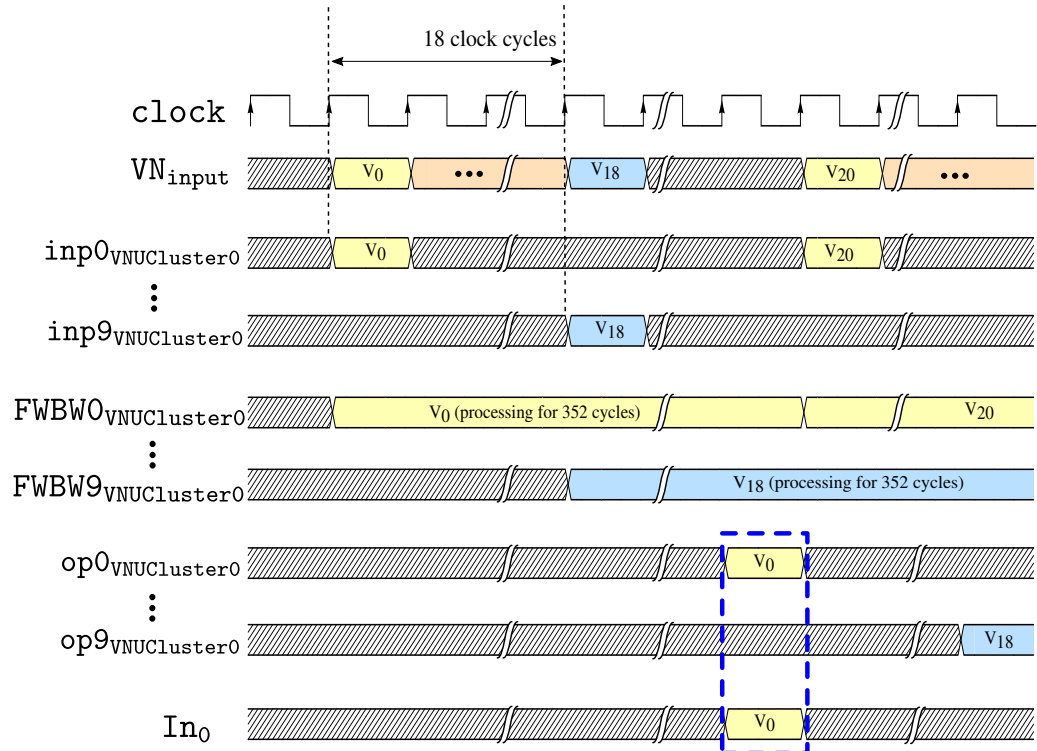 18 clock cycles
clock
VNinput V0 ••• V18 V20 •••
inp0VNUCluster0 V0 V20
inp9VNUCluster0 V18
FWBW0VNUCluster0 V0 (processing for 352 cycles) V20
FWBW9VNUCluster0 V18 (processing for 352 cycles)
op0VNUCluster0 V0
op9VNUCluster0 V18
In0 V0